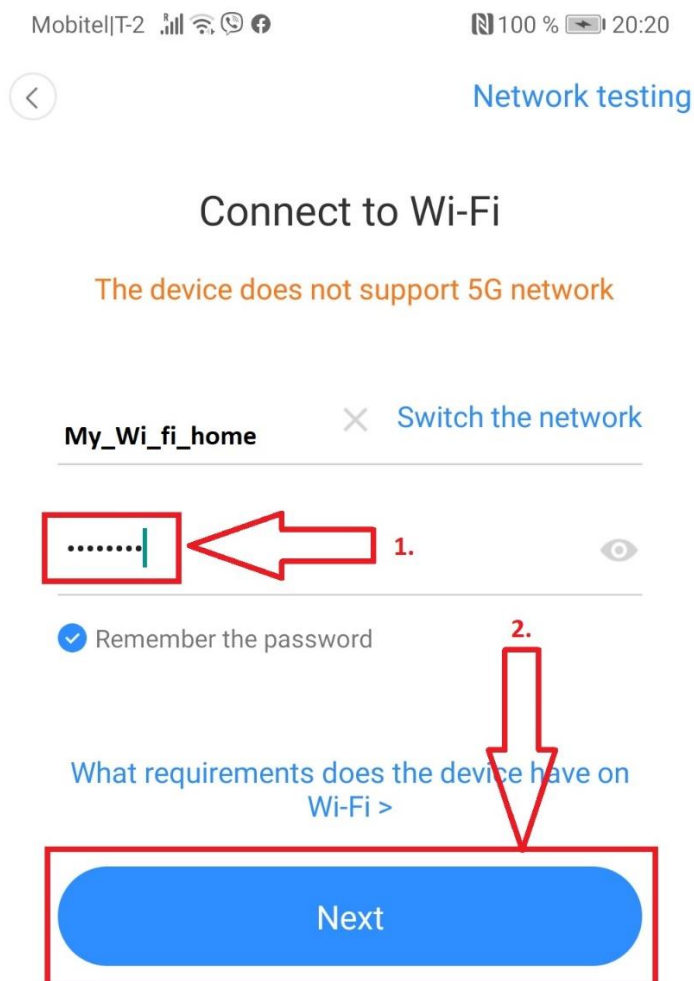 Mobitel|T-2 100 % 20:20
Network testing
Connect to Wi-Fi
The device does not support 5G network
My_Wi_fi_home
Switch the network
•••••••• 1.
Remember the password
2.
What requirements does the device have on
Wi-Fi >
Next